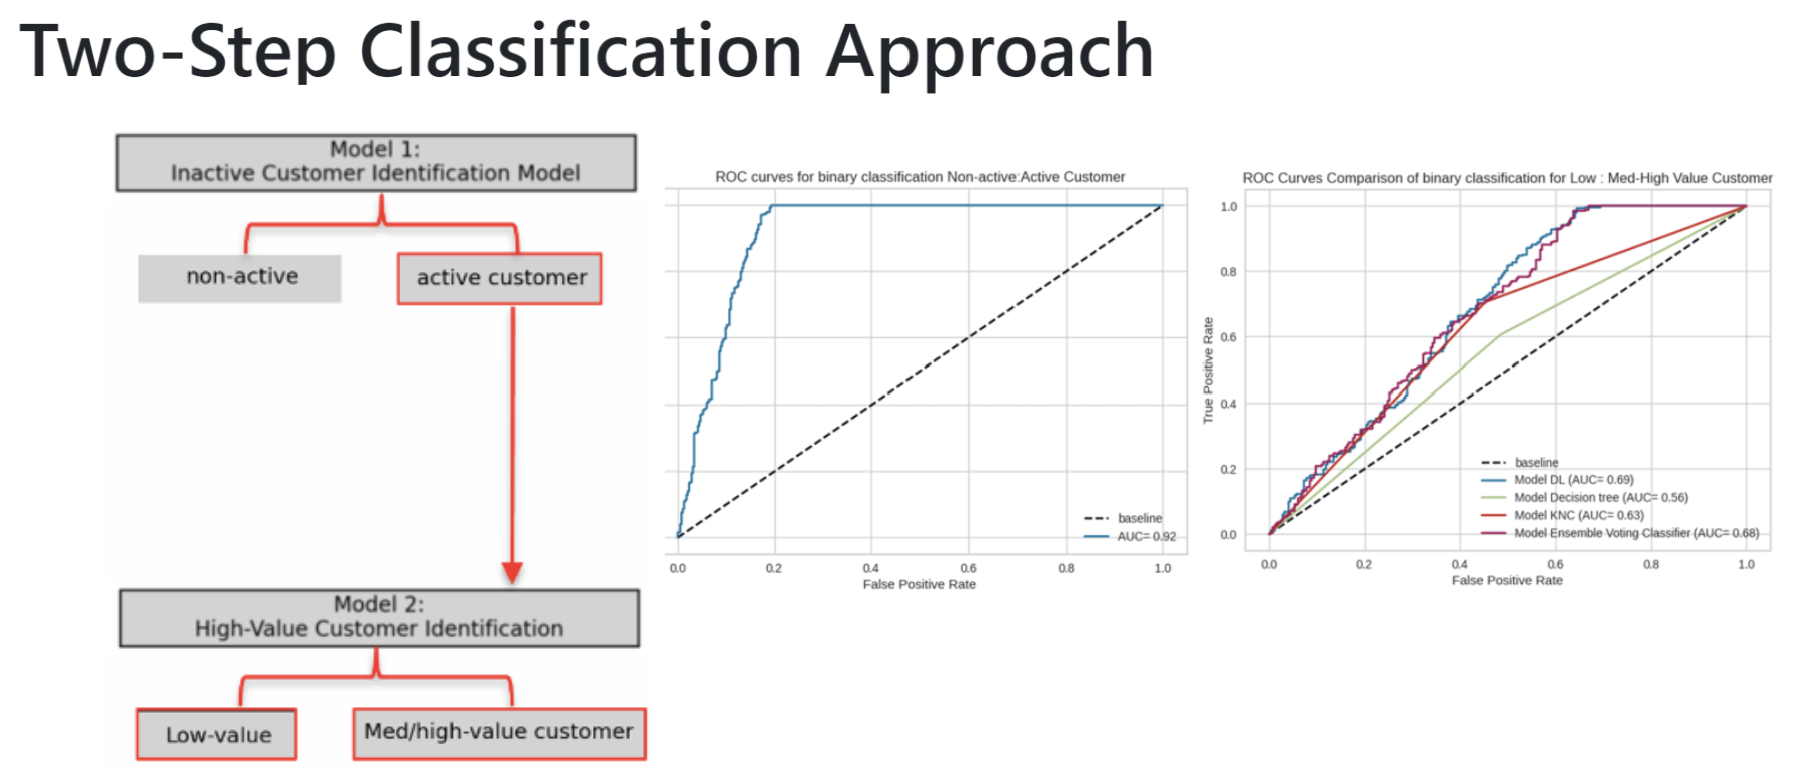 Two-Step Classification Approach
Model 1:
Inactive Customer Identification Model
non-active
active customer
Model 2:
High-Value Customer Identification
Low-value
Med/high-value customer
ROC curves for binary classification Non-active:Active Customer
baseline
AUC= 0.92
0.0 0.2 0.4 0.6 0.8 1.0
False Positive Rate
ROC Curves Comparison of binary classification for Low : Med-High Value Customer
True Positive Rate
1.0
0.8
0.6
0.4
0.2
0.0
baseline
Model DL (AUC= 0.69)
Model Decision tree (AUC= 0.56)
Model KNC (AUC= 0.63)
Model Ensemble Voting Classifier (AUC= 0.68)
0.0 0.2 0.4 0.6 0.8 1.0
False Positive Rate